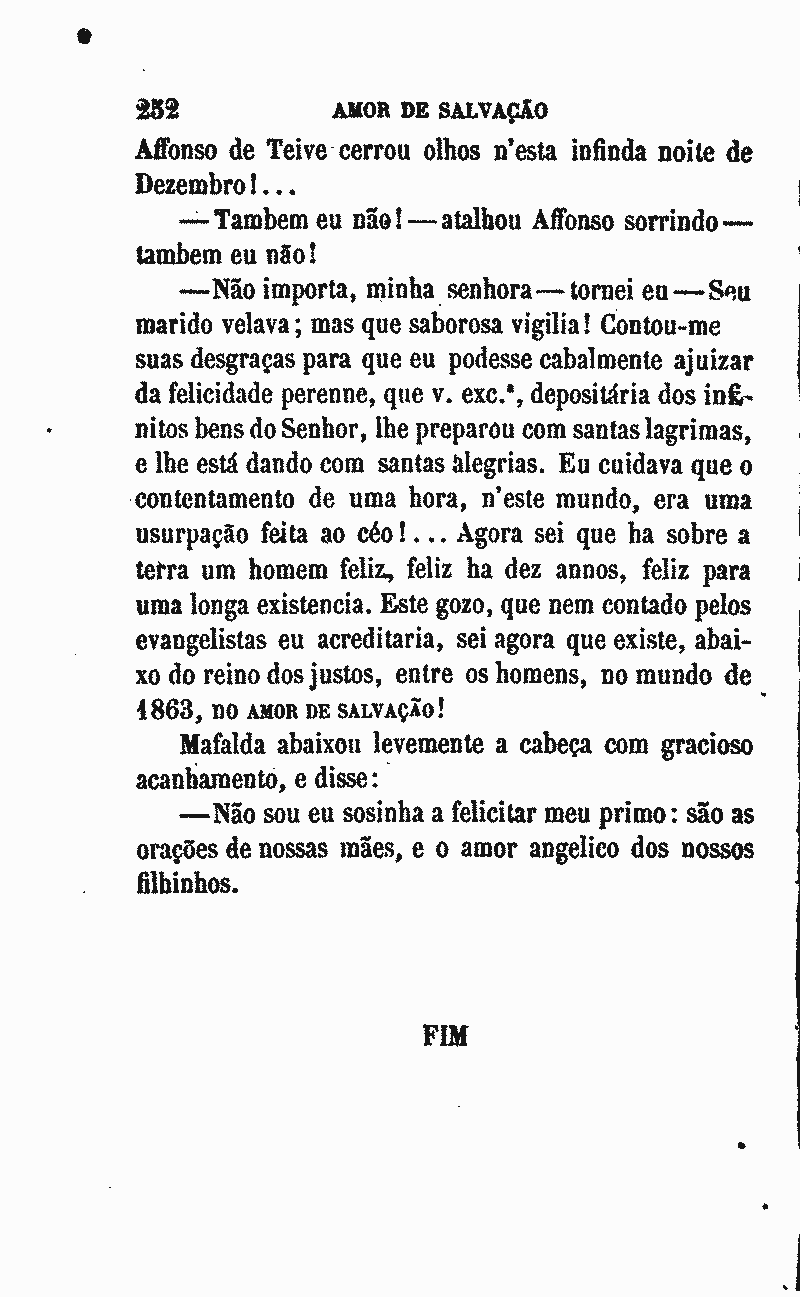 252 AMOR DE SALVAÇÃO
Affonso de Teive cerrou olhos n'esta infinda noite de
Dezembro!...
—Tambem eu não!—atalhou Affonso sorrindo—
tambem eu não!
—Não importa, minha senhora—tornei eu—Seu
marido velava; mas que saborosa vigilia! Contou-me
suas desgraças para que eu podesse cabalmente ajuizar
da felicidade perenne, que v. exc.ª, depositária dos infi-
nitos bens do Senhor, lhe preparou com santas lagrimas,
e lhe está dando com santas alegrias. Eu cuidava que o
contentamento de uma hora, n'este mundo, era uma
usurpação feita ao céo!... Agora sei que ha sobre a
terra um homem feliz, feliz ha dez annos, feliz para
uma longa existencia. Este gozo, que nem contado pelos
evangelistas eu acreditaria, sei agora que existe, abai-
xo do reino dos justos, entre os homens, no mundo de
1863, no AMOR DE SALVAÇÃO!
Mafalda abaixou levemente a cabeça com gracioso
acanhamento, e disse:
—Não sou eu sosinha a felicitar meu primo: são as
orações de nossas mães, e o amor angelico dos nossos
filhinhos.
FIM